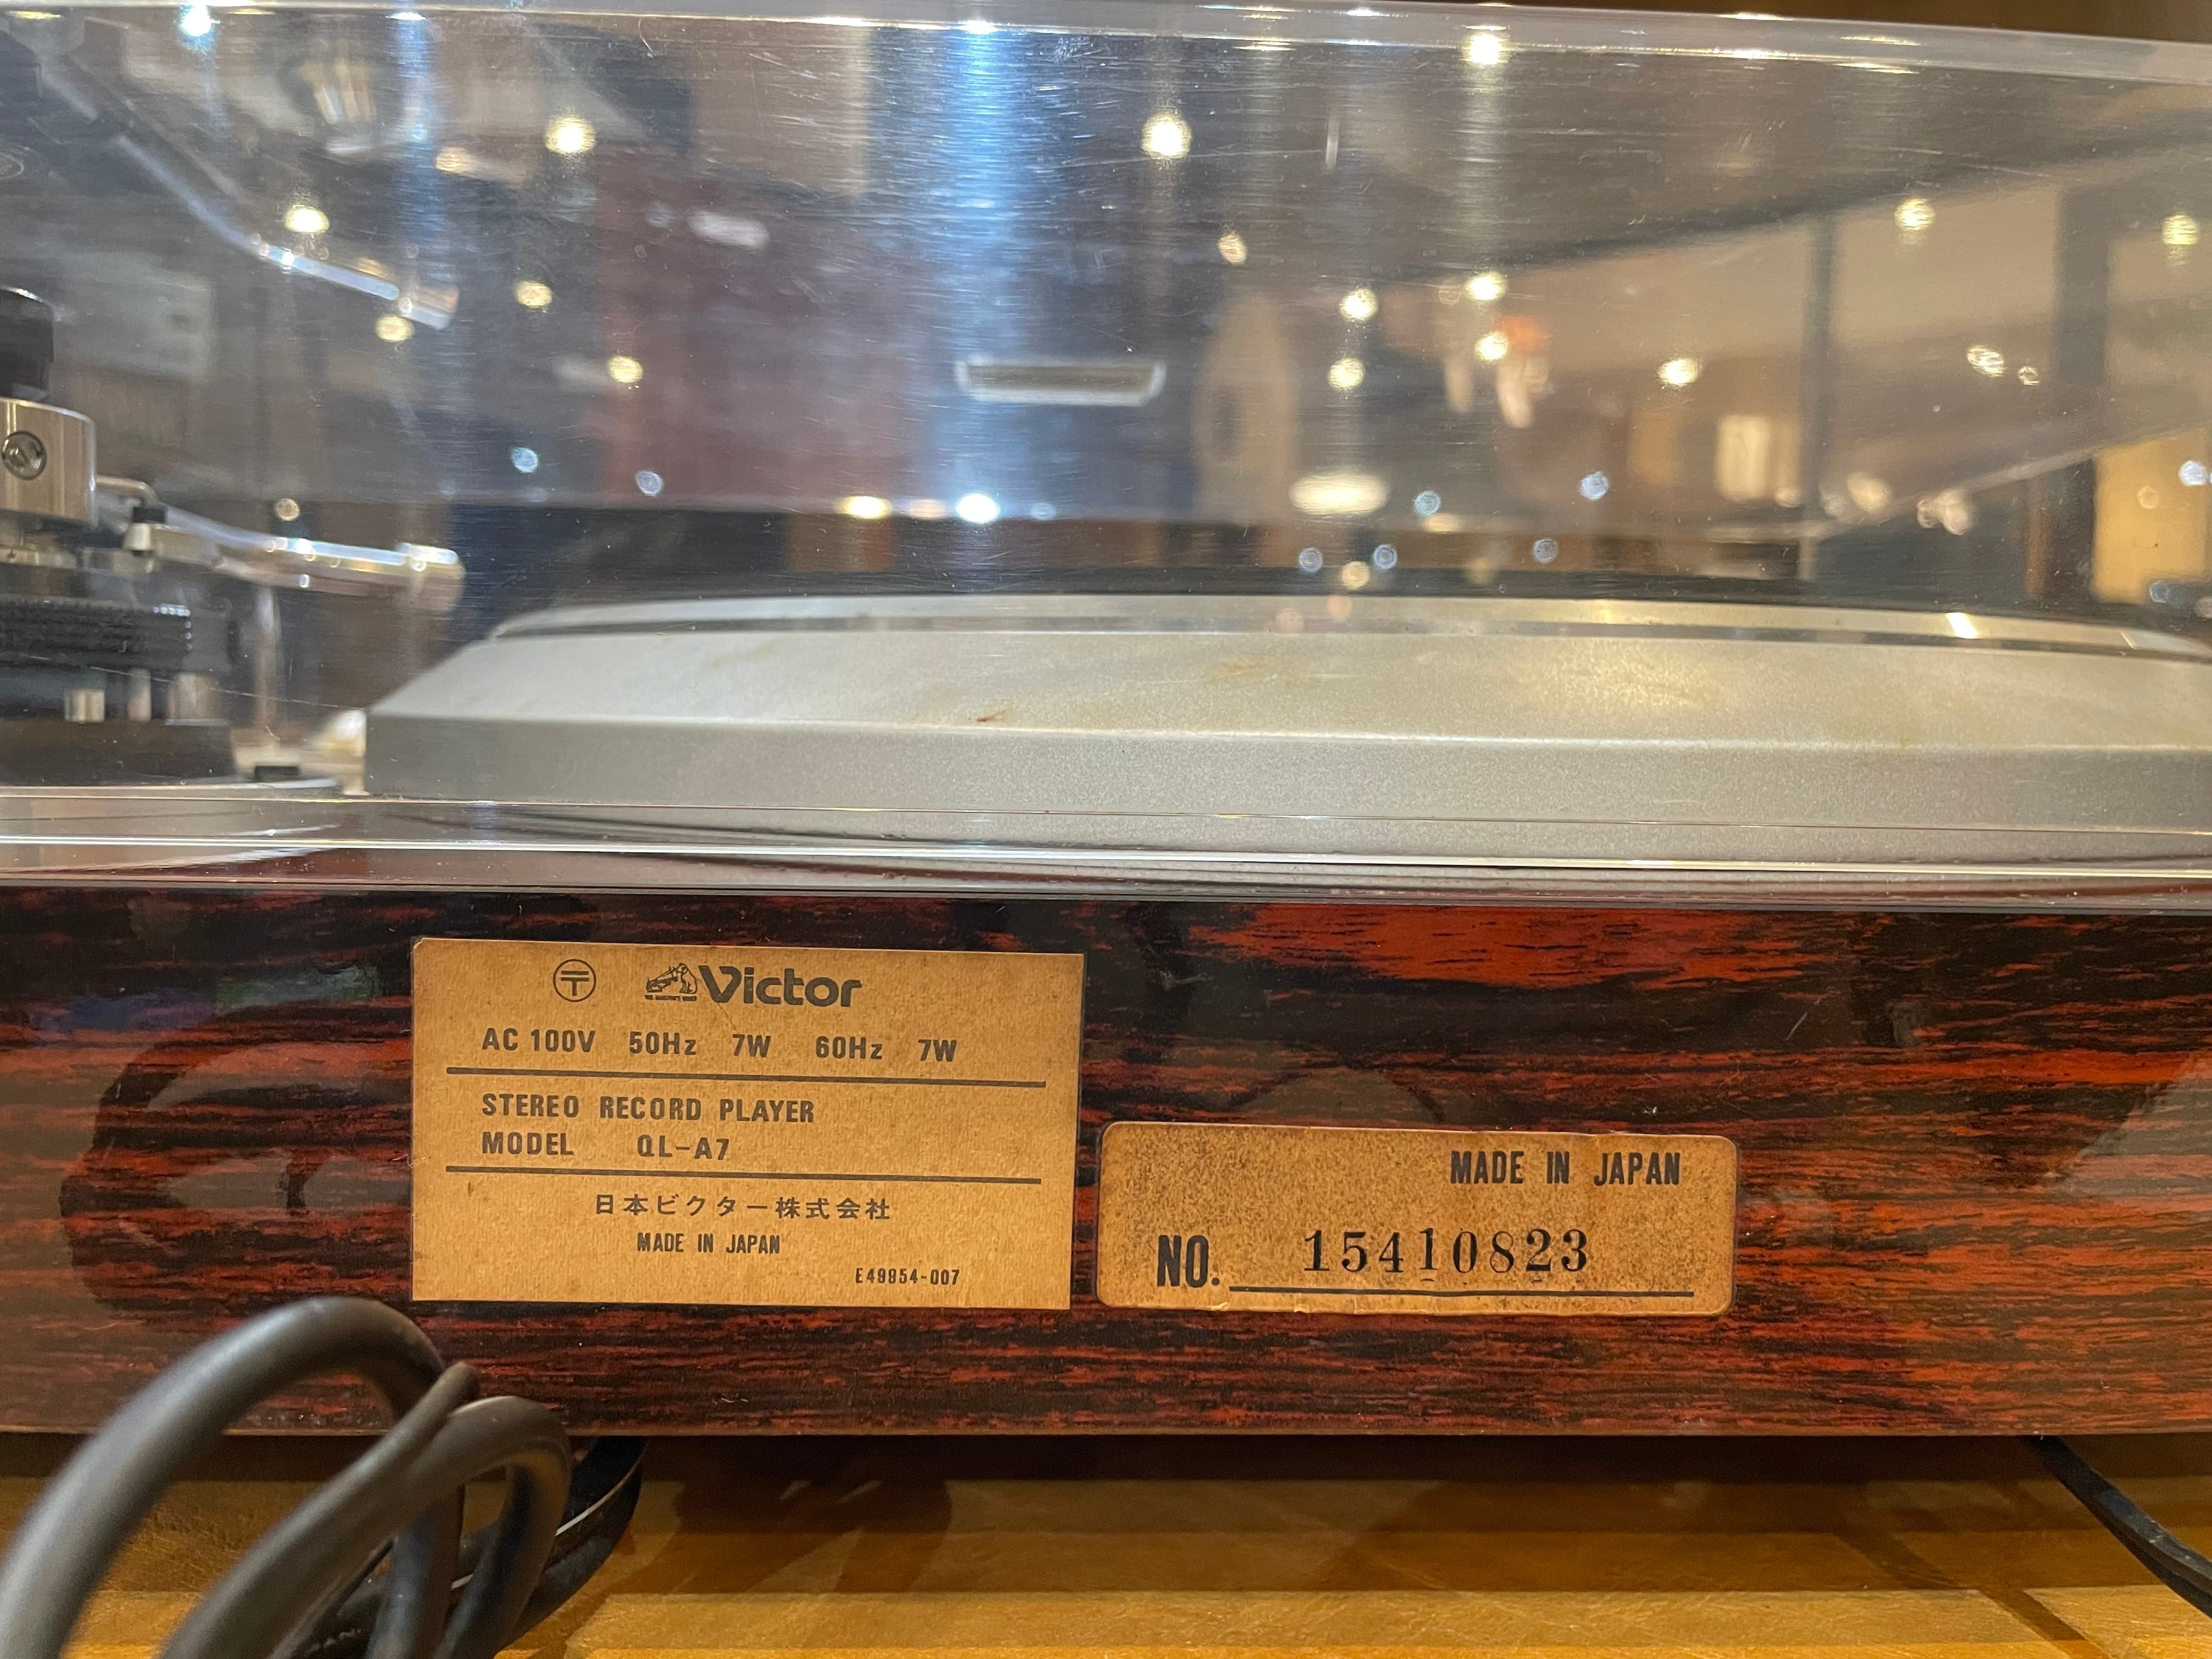 〒 Victor
AC 100V 50Hz 7W 60Hz 7W
STEREO RECORD PLAYER
MODEL QL-A7
日本ビクター株式会社
MADE IN JAPAN
E49854-007
MADE IN JAPAN
NO. 15410823